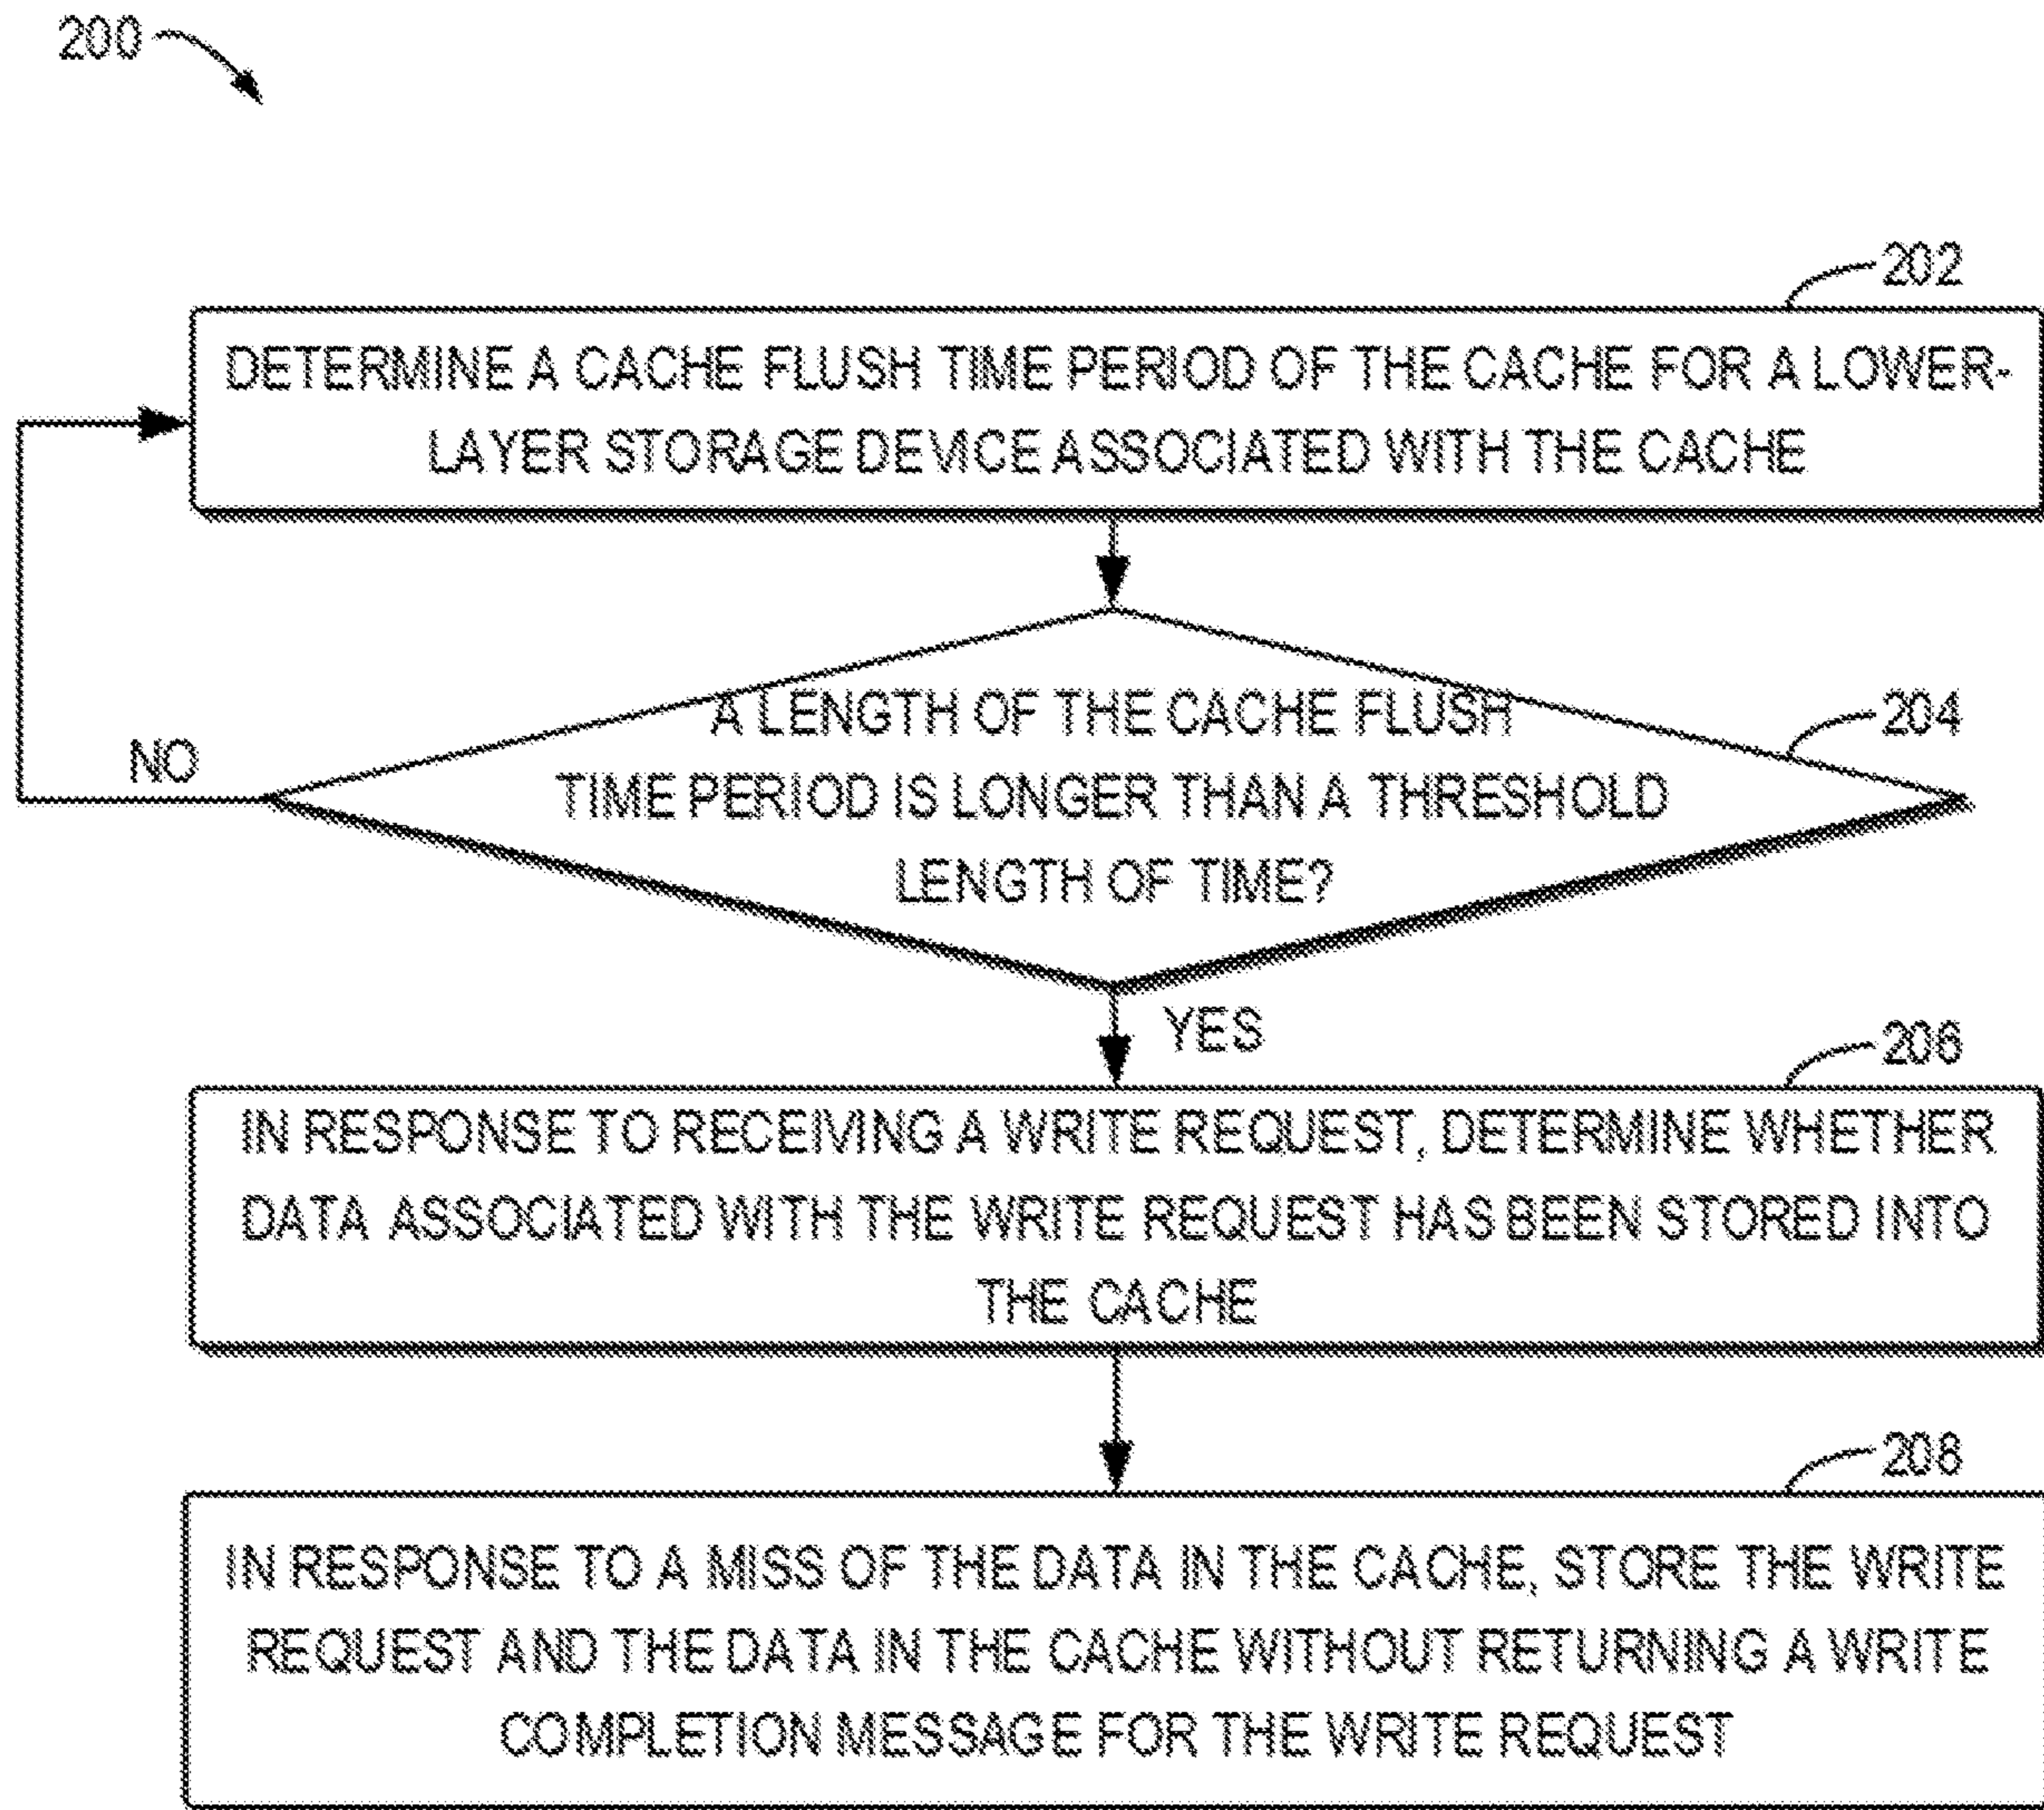 200
202
DETERMINE A CACHE FLUSH TIME PERIOD OF THE CACHE FOR A LOWER-
LAYER STORAGE DEVICE ASSOCIATED WITH THE CACHE
A LENGTH OF THE CACHE FLUSH
204
TIME PERIOD IS LONGER THAN A THRESHOLD
LENGTH OF TIME?
NO
YES
206
IN RESPONSE TO RECEIVING A WRITE REQUEST, DETERMINE WHETHER
DATA ASSOCIATED WITH THE WRITE REQUEST HAS BEEN STORED INTO
THE CACHE
208
IN RESPONSE TO A MISS OF THE DATA IN THE CACHE, STORE THE WRITE
REQUEST AND THE DATA IN THE CACHE WITHOUT RETURNING A WRITE
COMPLETION MESSAGE FOR THE WRITE REQUEST